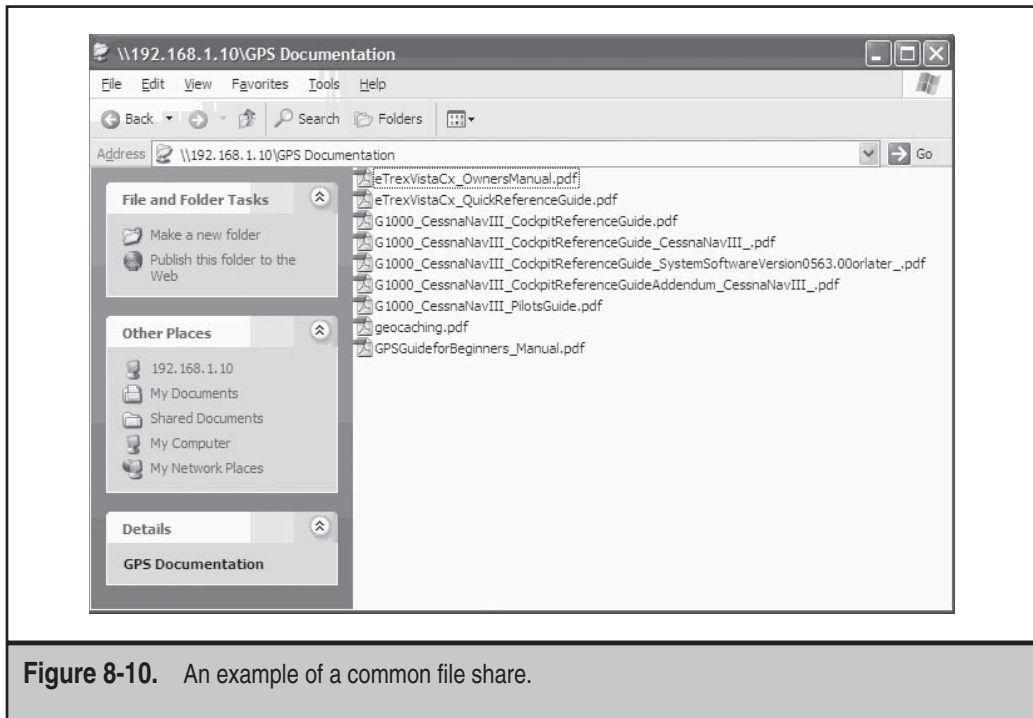 \\192.168.1.10\GPS Documentation
File Edit View Favorites Tools Help
Back Search Folders
Address \\192.168.1.10\GPS Documentation Go
File and Folder Tasks
Make a new folder
Publish this folder to the
Web
Other Places
192.168.1.10
My Documents
Shared Documents
My Computer
My Network Places
Details
GPS Documentation
eTrexVistaCx_OwnersManual.pdf
eTrexVistaCx_QuickReferenceGuide.pdf
G1000_CessnaNavIII_CockpitReferenceGuide.pdf
G1000_CessnaNavIII_CockpitReferenceGuide_CessnaNavIII_.pdf
G1000_CessnaNavIII_CockpitReferenceGuide_SystemSoftwareVersion0563.00orlater_.pdf
G1000_CessnaNavIII_CockpitReferenceGuideAddendum_CessnaNavIII_.pdf
G1000_CessnaNavIII_PilotsGuide.pdf
geocaching.pdf
GPSGuideforBeginners_Manual.pdf
Figure 8-10. An example of a common file share.